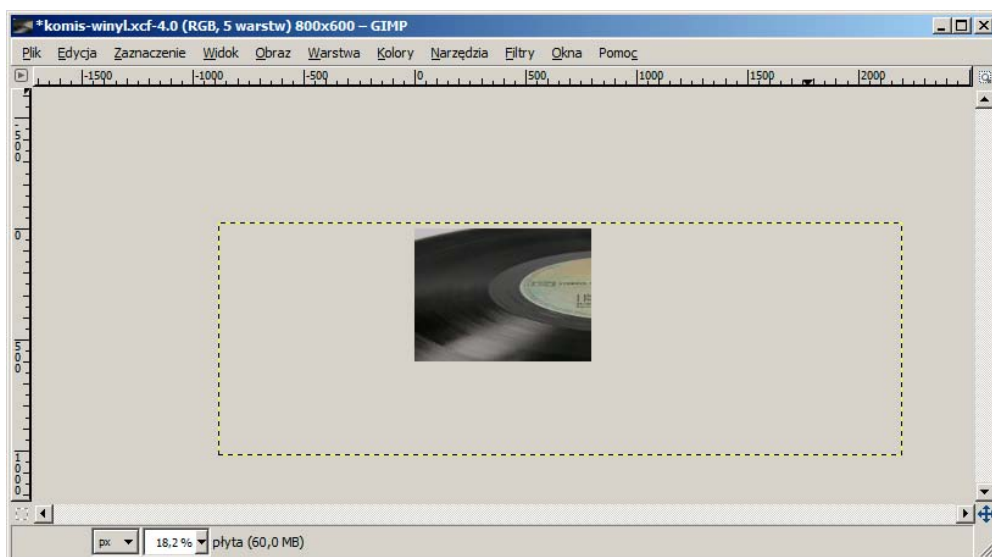 *komis-winyl.xcf-4.0 (RGB, 5 warstw) 800x600 – GIMP
Plik Edycja Zaznaczenie Widok Obraz Warstwa Kolory Narzędzia Filtry Okna Pomoc
-1500 -1000 -500 0 500 1000 1500 2000
-500
0
500
1000
px 18,2 % płyta (60,0 MB)